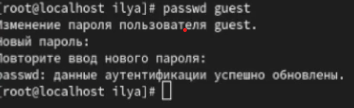 [root@localhost ilya]# passwd guest
Изменение пароля пользователя guest.
Новый пароль:
Повторите ввод нового пароля:
passwd: данные аутентификации успешно обновлены.
[root@localhost ilya]#